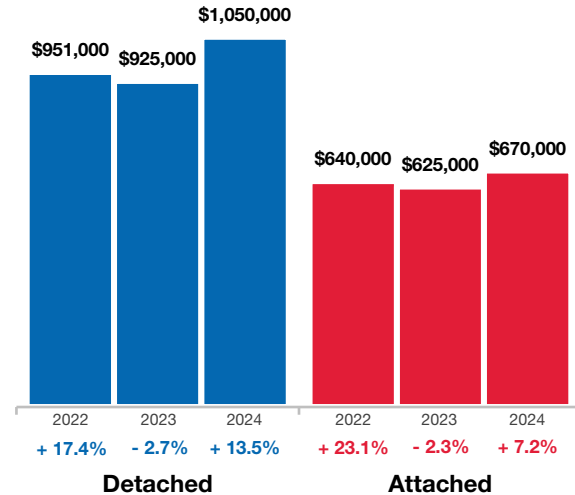 $951,000 $925,000 $1,050,000 $640,000 $625,000 $670,000
2022 2023 2024 2022 2023 2024
+ 17.4% - 2.7% + 13.5% + 23.1% - 2.3% + 7.2%
Detached Attached